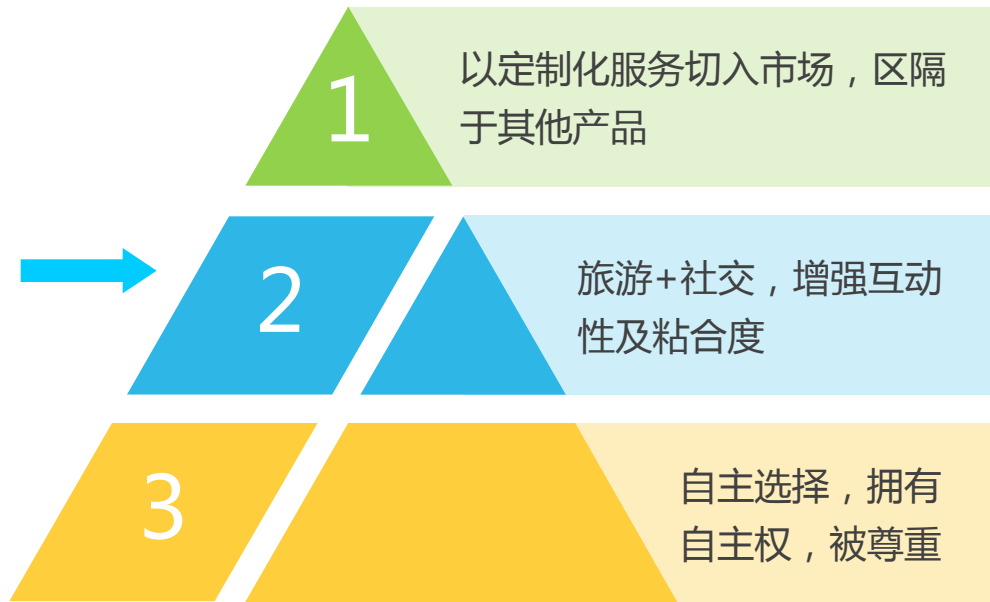 1
以定制化服务切入市场，区隔
于其他产品
2
旅游+社交，增强互动
性及粘合度
3
自主选择，拥有
自主权，被尊重